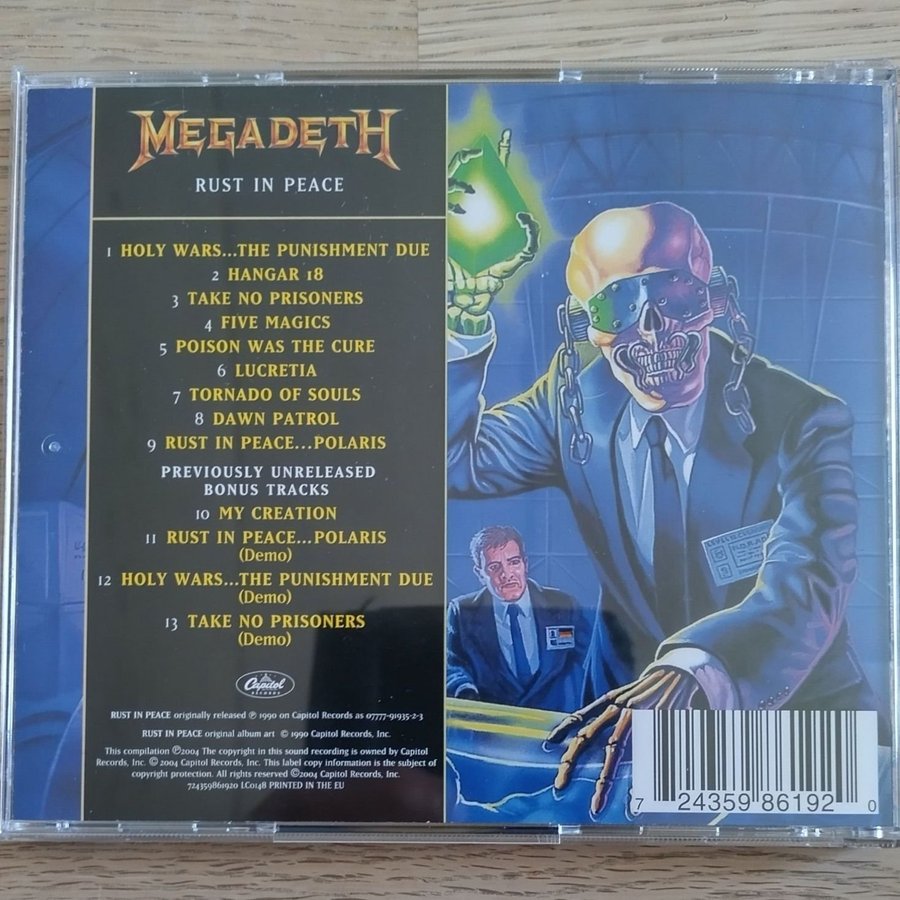 MEGADETH
RUST IN PEACE
1 HOLY WARS...THE PUNISHMENT DUE
2 HANGAR 18
3 TAKE NO PRISONERS
4 FIVE MAGICS
5 POISON WAS THE CURE
6 LUCRETIA
7 TORNADO OF SOULS
8 DAWN PATROL
9 RUST IN PEACE...POLARIS
PREVIOUSLY UNRELEASED
BONUS TRACKS
10 MY CREATION
11 RUST IN PEACE...POLARIS
(Demo)
12 HOLY WARS...THE PUNISHMENT DUE
(Demo)
13 TAKE NO PRISONERS
(Demo)
Capitol
RECORDS
RUST IN PEACE originally released ℗ 1990 on Capitol Records as 07777-91935-2-3
RUST IN PEACE original album art © 1990 Capitol Records, Inc.
This compilation ℗2004 The copyright in this sound recording is owned by Capitol
Records, Inc. © 2004 Capitol Records, Inc. This label copy information is the subject of
copyright protection. All rights reserved ©2004 Capitol Records, Inc.
724359861920 LC0148 PRINTED IN THE EU
7 24359 86192 0